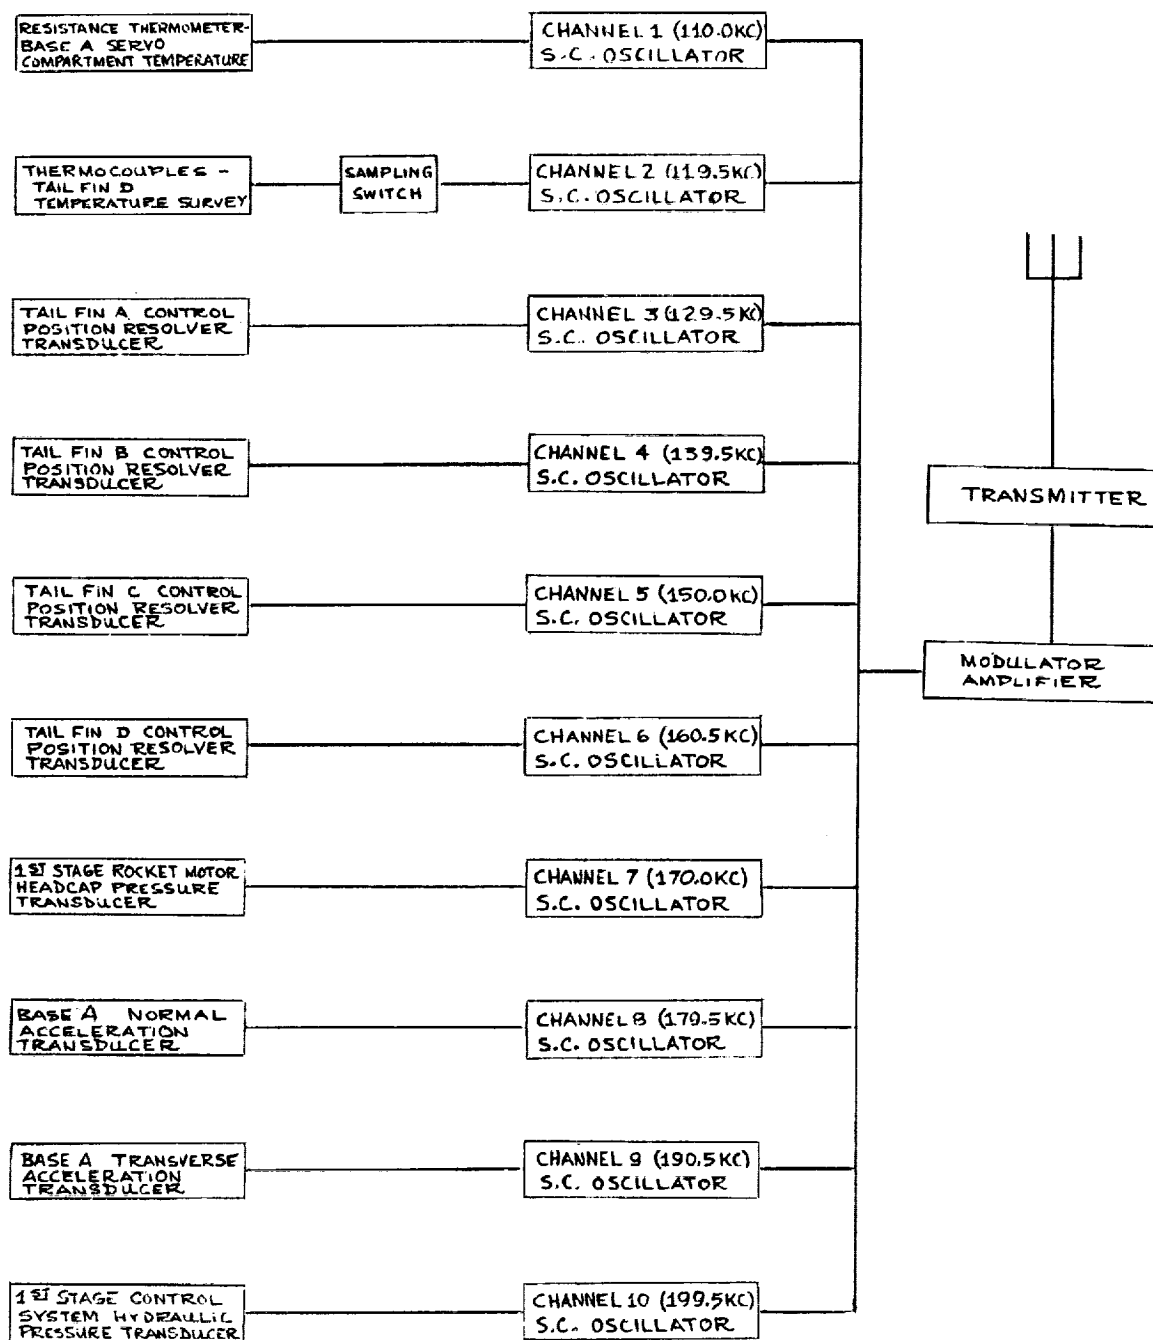 RESISTANCE THERMOMETER-
BASE A SERVO
COMPARTMENT TEMPERATURE
CHANNEL 1 (110.0KC)
S.C. OSCILLATOR
THERMOCOUPLES -
TAIL FIN D
TEMPERATURE SURVEY
SAMPLING
SWITCH
CHANNEL 2 (119.5KC)
S.C. OSCILLATOR
TAIL FIN A CONTROL
POSITION RESOLVER
TRANSDUCER
CHANNEL 3 (129.5KC)
S.C. OSCILLATOR
TAIL FIN B CONTROL
POSITION RESOLVER
TRANSDUCER
CHANNEL 4 (139.5KC)
S.C. OSCILLATOR
TRANSMITTER
TAIL FIN C CONTROL
POSITION RESOLVER
TRANSDUCER
CHANNEL 5 (150.0KC)
S.C. OSCILLATOR
MODULATOR
AMPLIFIER
TAIL FIN D CONTROL
POSITION RESOLVER
TRANSDUCER
CHANNEL 6 (160.5KC)
S.C. OSCILLATOR
1ST STAGE ROCKET MOTOR
HEADCAP PRESSURE
TRANSDUCER
CHANNEL 7 (170.0KC)
S.C. OSCILLATOR
BASE A NORMAL
ACCELERATION
TRANSDUCER
CHANNEL 8 (179.5KC)
S.C. OSCILLATOR
BASE A TRANSVERSE
ACCELERATION
TRANSDUCER
CHANNEL 9 (190.5KC)
S.C. OSCILLATOR
1ST STAGE CONTROL
SYSTEM HYDRAULIC
PRESSURE TRANSDUCER
CHANNEL 10 (199.5KC)
S.C. OSCILLATOR